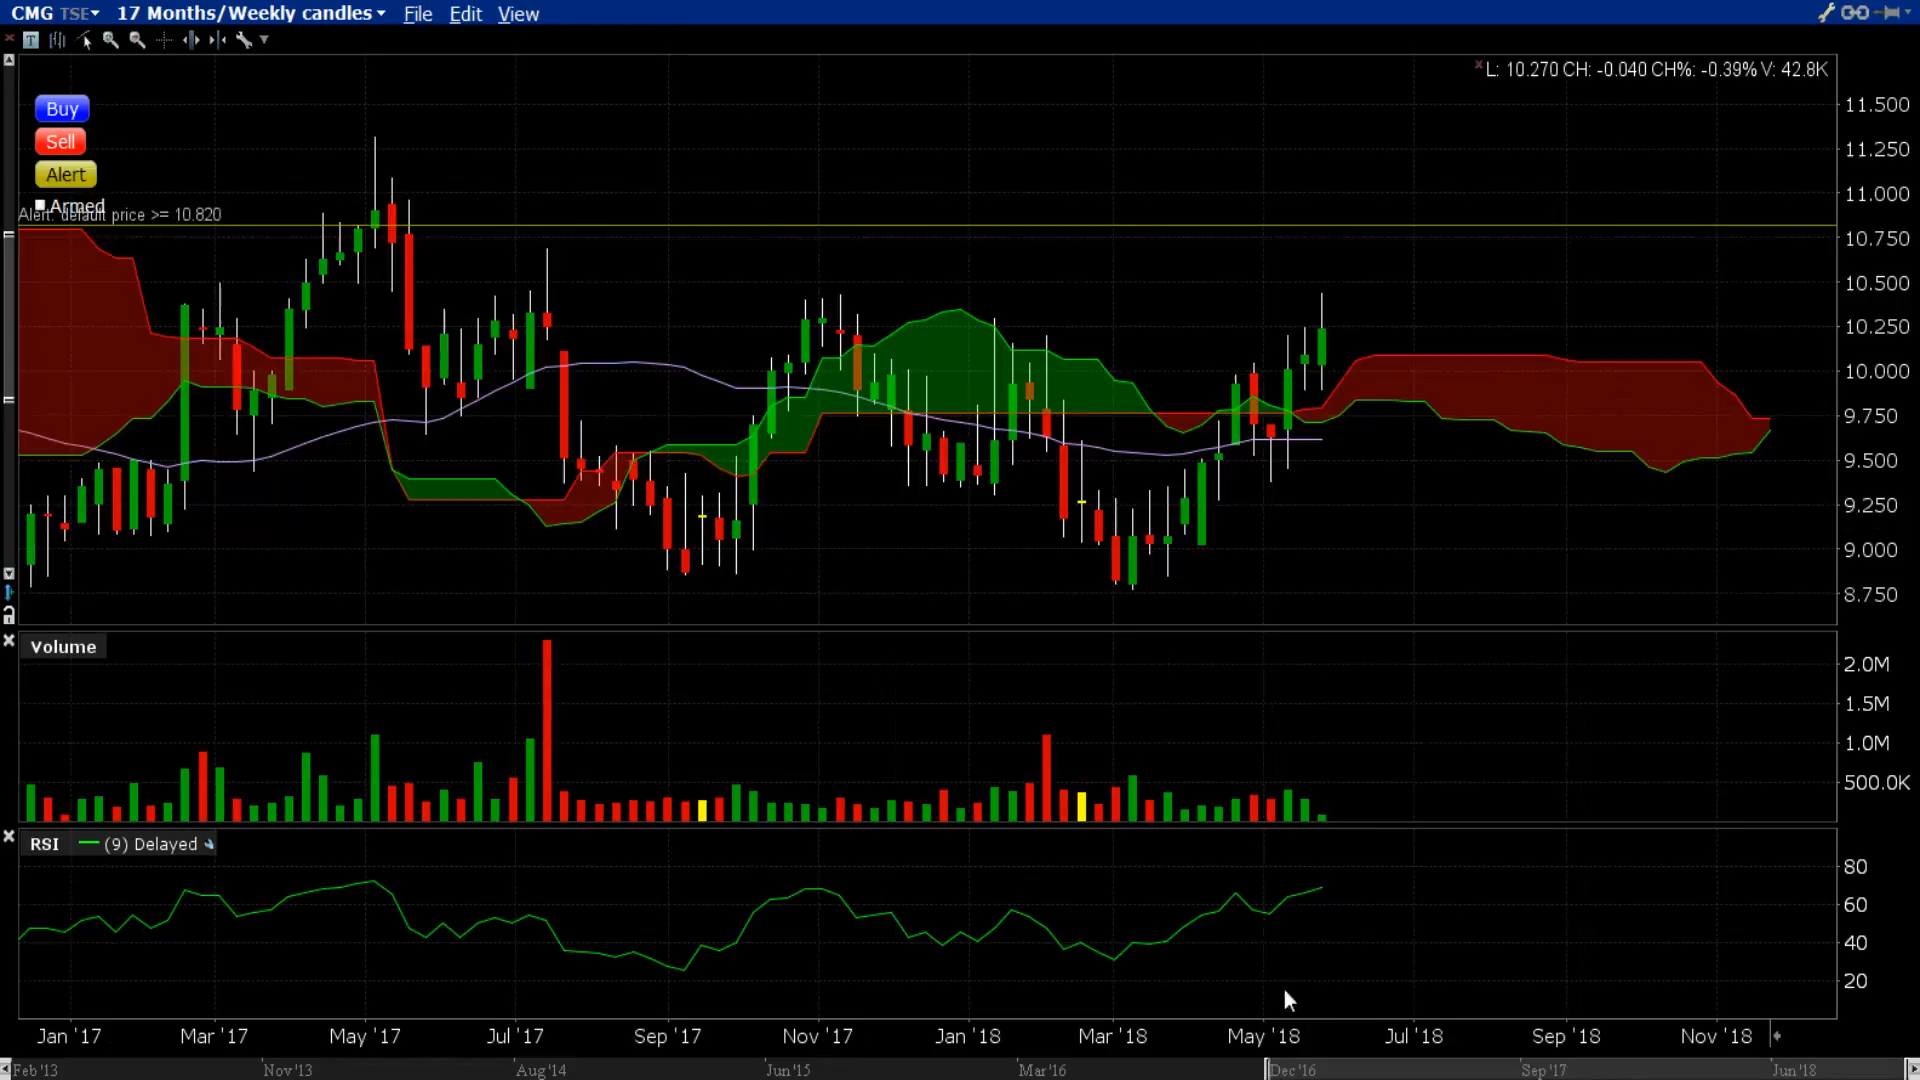 CMG TSE 17 Months/Weekly candles File Edit View
T
L: 10.270 CH: -0.040 CH%: -0.39% V: 42.8K
Buy
Sell
Alert
Armed
Alert: default price >= 10.820
11.500
11.250
11.000
10.750
10.500
10.250
10.000
9.750
9.500
9.250
9.000
8.750
Volume
2.0M
1.5M
1.0M
500.0K
RSI (9) Delayed
80
60
40
20
Jan '17 Mar '17 May '17 Jul '17 Sep '17 Nov '17 Jan '18 Mar '18 May '18 Jul '18 Sep '18 Nov '18
Feb '13 Nov '13 Aug '14 Jun '15 Mar '16 Dec '16 Sep '17 Jun '18